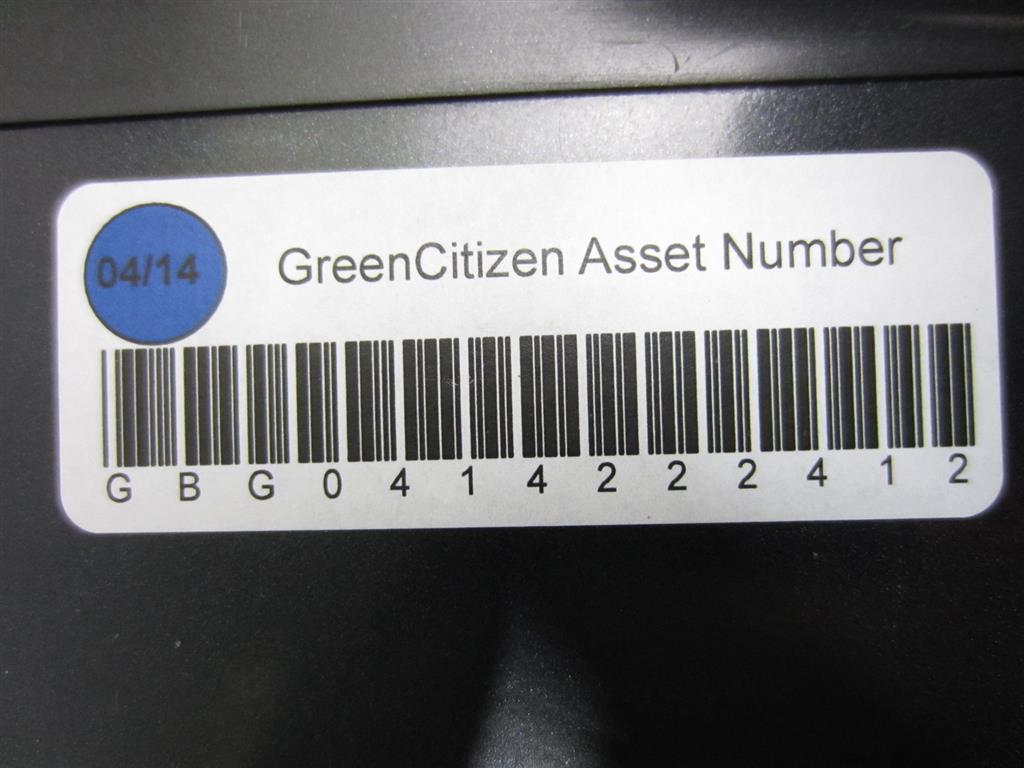 04/14
GreenCitizen Asset Number
G B G 0 4 1 4 2 2 2 4 1 2